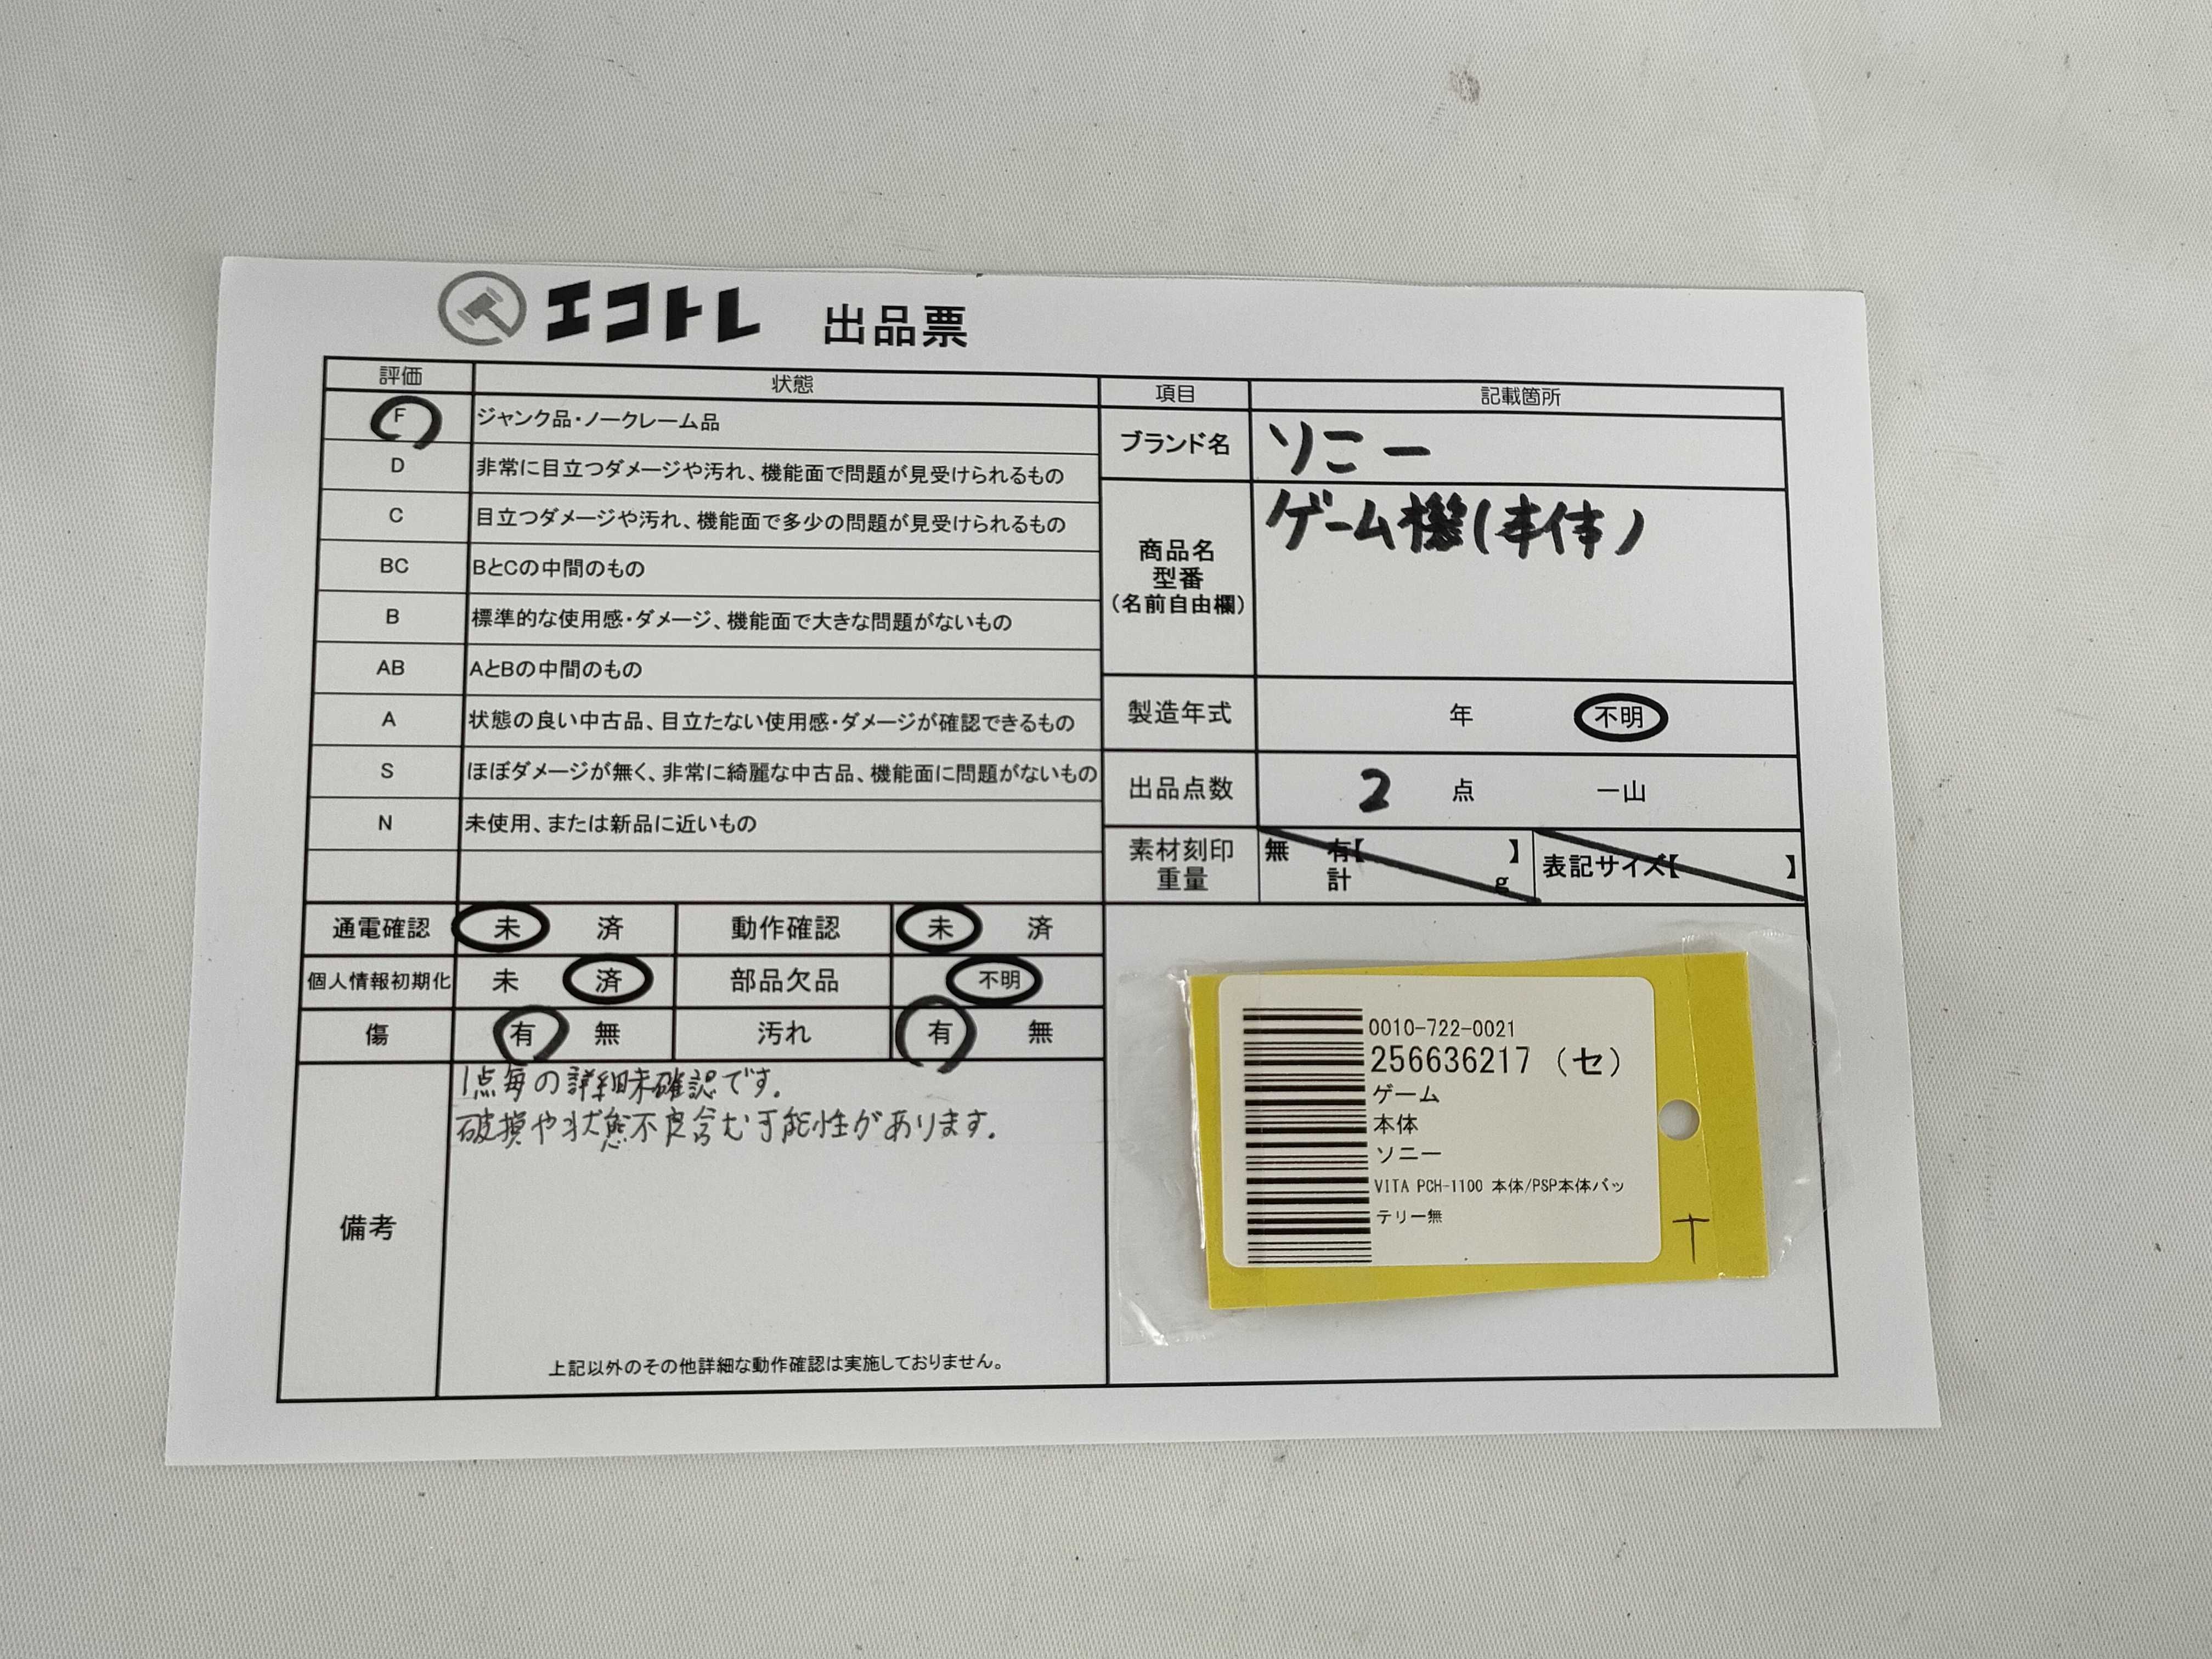 エコトレ 出品票
評価 状態
F ジャンク品・ノークレーム品
D 非常に目立つダメージや汚れ、機能面で問題が見受けられるもの
C 目立つダメージや汚れ、機能面で多少の問題が見受けられるもの
BC BとCの中間のもの
B 標準的な使用感・ダメージ、機能面で大きな問題がないもの
AB AとBの中間のもの
A 状態の良い中古品、目立たない使用感・ダメージが確認できるもの
S ほぼダメージが無く、非常に綺麗な中古品、機能面に問題がないもの
N 未使用、または新品に近いもの
項目 記載箇所
ブランド名 ソニー
商品名
型番
(名前自由欄)
ゲーム機(本体)
製造年式 年 不明
出品点数 2 点 一山
素材刻印
重量
無 有【 】
計 g
表記サイズ【 】
通電確認 未 済 動作確認 未 済
個人情報初期化 未 済 部品欠品 不明
傷 有 無 汚れ 有 無
備考
1点毎の詳細未確認です。
破損や状態不良含む可能性があります。
上記以外のその他詳細な動作確認は実施しておりません。
0010-722-0021
256636217 (セ)
ゲーム
本体
ソニー
VITA PCH-1100 本体/PSP本体バッ
テリー無
T